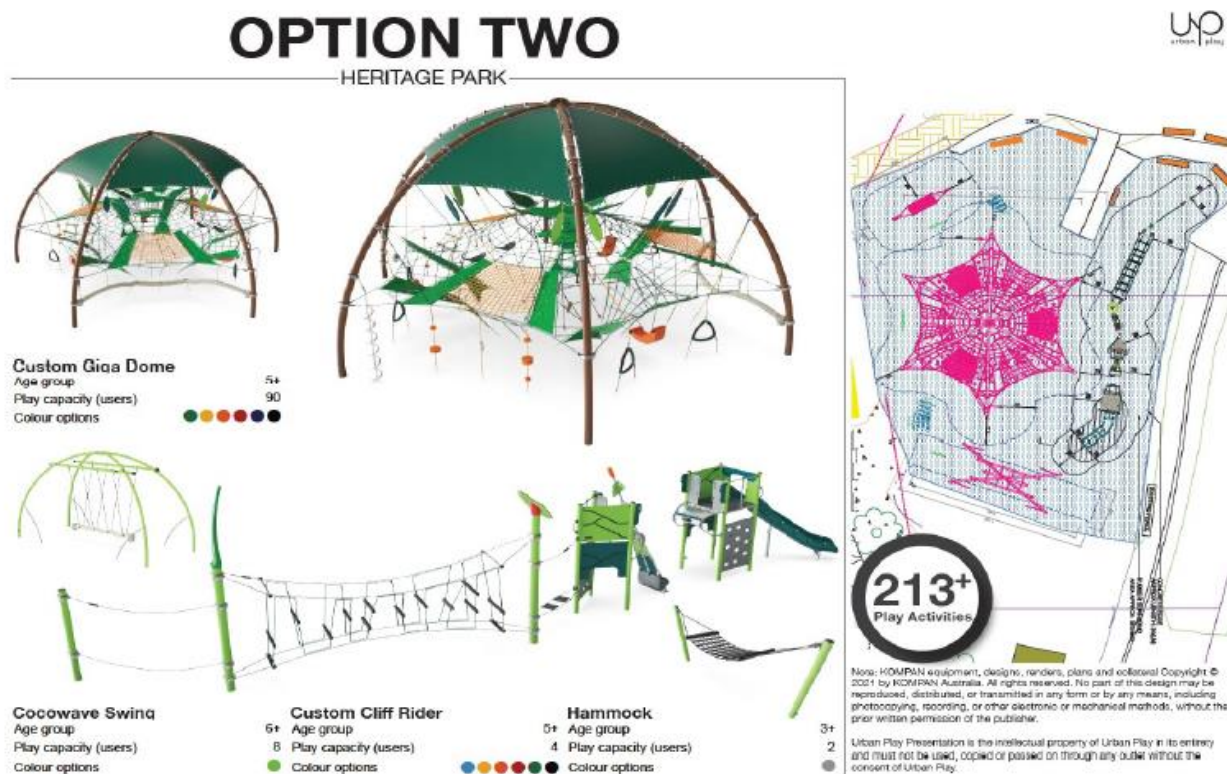 OPTION TWO
HERITAGE PARK
UP
urban play
Custom Giga Dome
Age group 5+
Play capacity (users) 90
Colour options
Cocowave Swing
Age group 6+
Play capacity (users) 8
Colour options
Custom Cliff Rider
Age group 5+
Play capacity (users) 4
Colour options
Hammock
Age group 3+
Play capacity (users) 2
Colour options
213+
Play Activities
Note: KOMPAN equipment, designs, renders, plans and collateral Copyright ©
2021 by KOMPAN Australia. All rights reserved. No part of this design may be
reproduced, distributed, or transmitted in any form or by any means, including
photocopying, recording, or other electronic or mechanical methods, without the
prior written permission of the publisher.
Urban Play Presentation is the intellectual property of Urban Play in its entirety
and must not be used, copied or passed on through any outlet without the
consent of Urban Play.